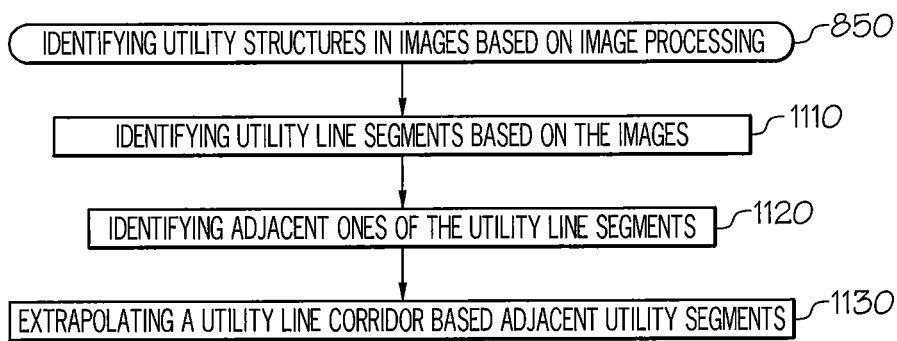 IDENTIFYING UTILITY STRUCTURES IN IMAGES BASED ON IMAGE PROCESSING 850
IDENTIFYING UTILITY LINE SEGMENTS BASED ON THE IMAGES 1110
IDENTIFYING ADJACENT ONES OF THE UTILITY LINE SEGMENTS 1120
EXTRAPOLATING A UTILITY LINE CORRIDOR BASED ADJACENT UTILITY SEGMENTS 1130